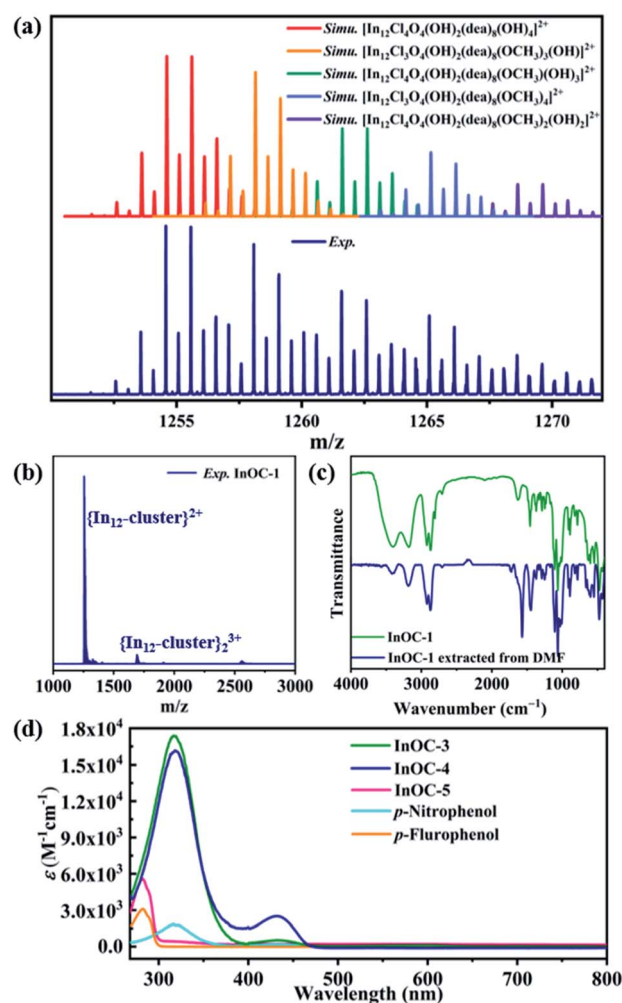 (a)
Simu. [In₁₂Cl₄O₄(OH)₂(dea)₈(OH)₄]²⁺
Simu. [In₁₂Cl₃O₄(OH)₂(dea)₈(OCH₃)₃(OH)]²⁺
Simu. [In₁₂Cl₄O₄(OH)₂(dea)₈(OCH₃)(OH)₃]²⁺
Simu. [In₁₂Cl₃O₄(OH)₂(dea)₈(OCH₃)₄]²⁺
Simu. [In₁₂Cl₄O₄(OH)₂(dea)₈(OCH₃)₂(OH)₂]²⁺
Exp.
1255 1260 1265 1270
m/z
(b)
Exp. InOC-1
{In₁₂-cluster}²⁺
{In₁₂-cluster}₂³⁺
1000 1500 2000 2500 3000
m/z
(c)
Transmittance
InOC-1
InOC-1 extracted from DMF
4000 3000 2000 1000
Wavenumber (cm⁻¹)
(d)
1.8x10⁴
1.5x10⁴
1.2x10⁴
9.0x10³
6.0x10³
3.0x10³
0.0
ε (M⁻¹cm⁻¹)
InOC-3
InOC-4
InOC-5
p-Nitrophenol
p-Flurophenol
300 400 500 600 700 800
Wavelength (nm)